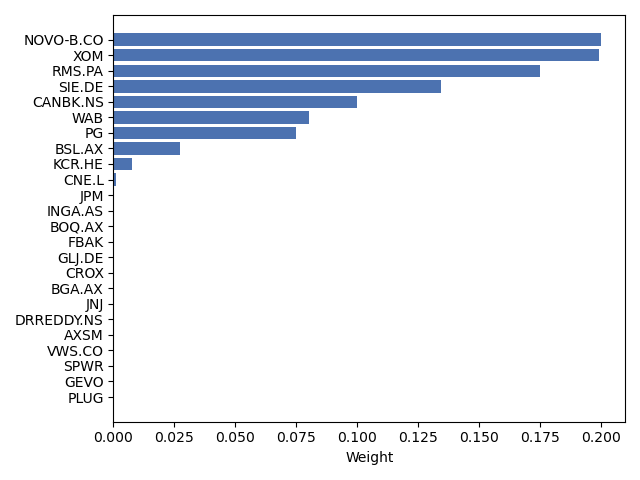 NOVO-B.CO
XOM
RMS.PA
SIE.DE
CANBK.NS
WAB
PG
BSL.AX
KCR.HE
CNE.L
JPM
INGA.AS
BOQ.AX
FBAK
GLJ.DE
CROX
BGA.AX
JNJ
DRREDDY.NS
AXSM
VWS.CO
SPWR
GEVO
PLUG
0.000 0.025 0.050 0.075 0.100 0.125 0.150 0.175 0.200
Weight